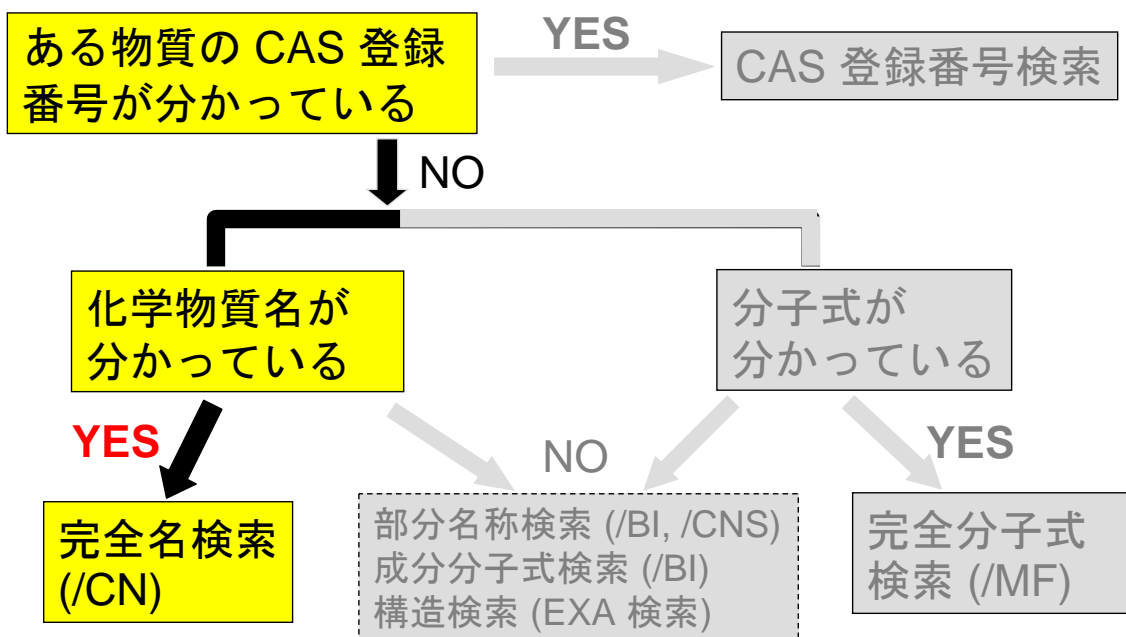 ある物質の CAS 登録
番号が分かっている
YES
CAS 登録番号検索
NO
化学物質名が
分かっている
分子式が
分かっている
YES
NO
YES
完全名検索
(/CN)
部分名称検索 (/BI, /CNS)
成分分子式検索 (/BI)
構造検索 (EXA 検索)
完全分子式
検索 (/MF)